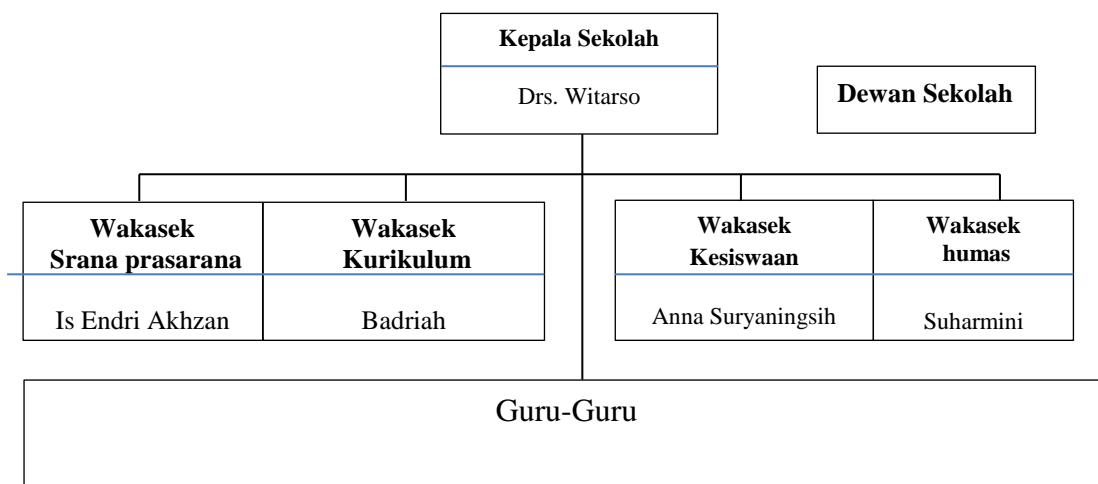 Kepala Sekolah
Drs. Witarso
Dewan Sekolah
Wakasek
Srana prasarana
Is Endri Akhzan
Wakasek
Kurikulum
Badriah
Wakasek
Kesiswaan
Anna Suryaningsih
Wakasek
humas
Suharmini
Guru-Guru